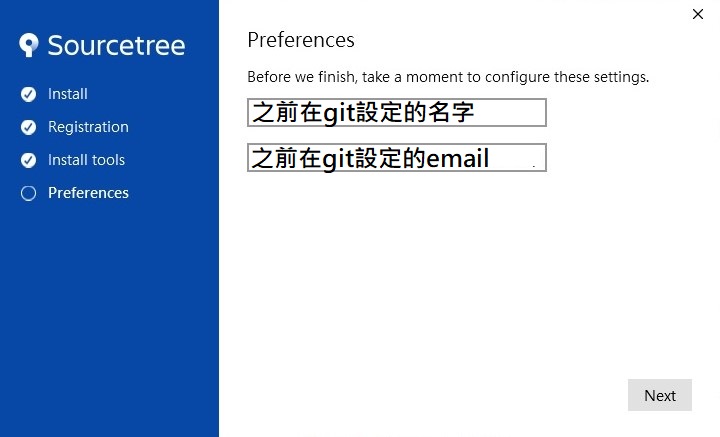 Sourcetree
Install
Registration
Install tools
Preferences
Preferences
Before we finish, take a moment to configure these settings.
之前在git設定的名字
之前在git設定的email
Next